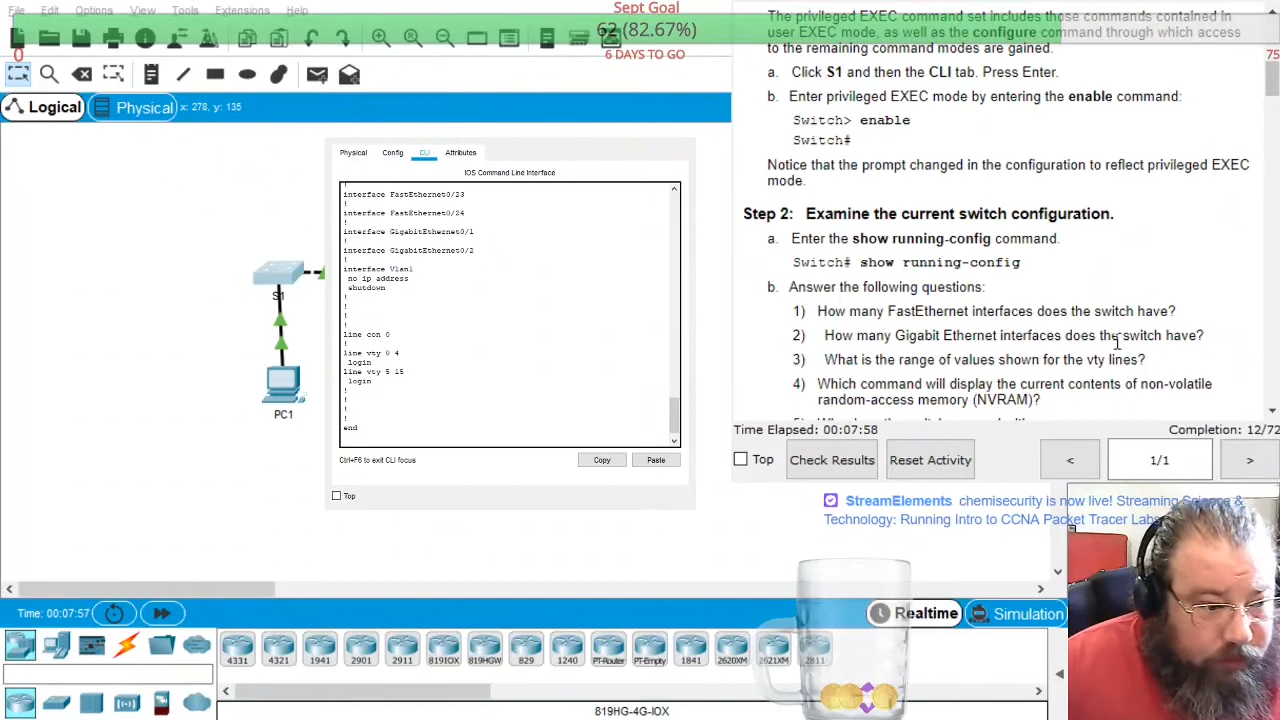 File Edit Options View Tools Extensions Help
Sept Goal
62 (82.67%)
6 DAYS TO GO
0
75
Logical
Physical
x: 278, y: 135
Physical Config CLI Attributes
IOS Command Line Interface
!
interface FastEthernet0/23
!
interface FastEthernet0/24
!
interface GigabitEthernet0/1
!
interface GigabitEthernet0/2
!
interface Vlan1
no ip address
shutdown
!
!
!
!
line con 0
!
line vty 0 4
login
line vty 5 15
login
!
!
!
!
end
Ctrl+F6 to exit CLI focus
Copy
Paste
Top
S1
PC1
The privileged EXEC command set includes those commands contained in
user EXEC mode, as well as the configure command through which access
to the remaining command modes are gained.
a. Click S1 and then the CLI tab. Press Enter.
b. Enter privileged EXEC mode by entering the enable command:
Switch> enable
Switch#
Notice that the prompt changed in the configuration to reflect privileged EXEC
mode.
Step 2: Examine the current switch configuration.
a. Enter the show running-config command.
Switch# show running-config
b. Answer the following questions:
1) How many FastEthernet interfaces does the switch have?
2) How many Gigabit Ethernet interfaces does the switch have?
3) What is the range of values shown for the vty lines?
4) Which command will display the current contents of non-volatile
random-access memory (NVRAM)?
Time Elapsed: 00:07:58
Completion: 12/72
Top
Check Results
Reset Activity
<
1/1
>
StreamElements chemisecurity is now live! Streaming Science &
Technology: Running Intro to CCNA Packet Tracer Labs
Time: 00:07:57
Realtime
Simulation
4331 4321 1941 2901 2911 819IOX 819HGW 829 1240 PT-Router PT-Empty 1841 2620XM 2621XM 2811
819HG-4G-IOX